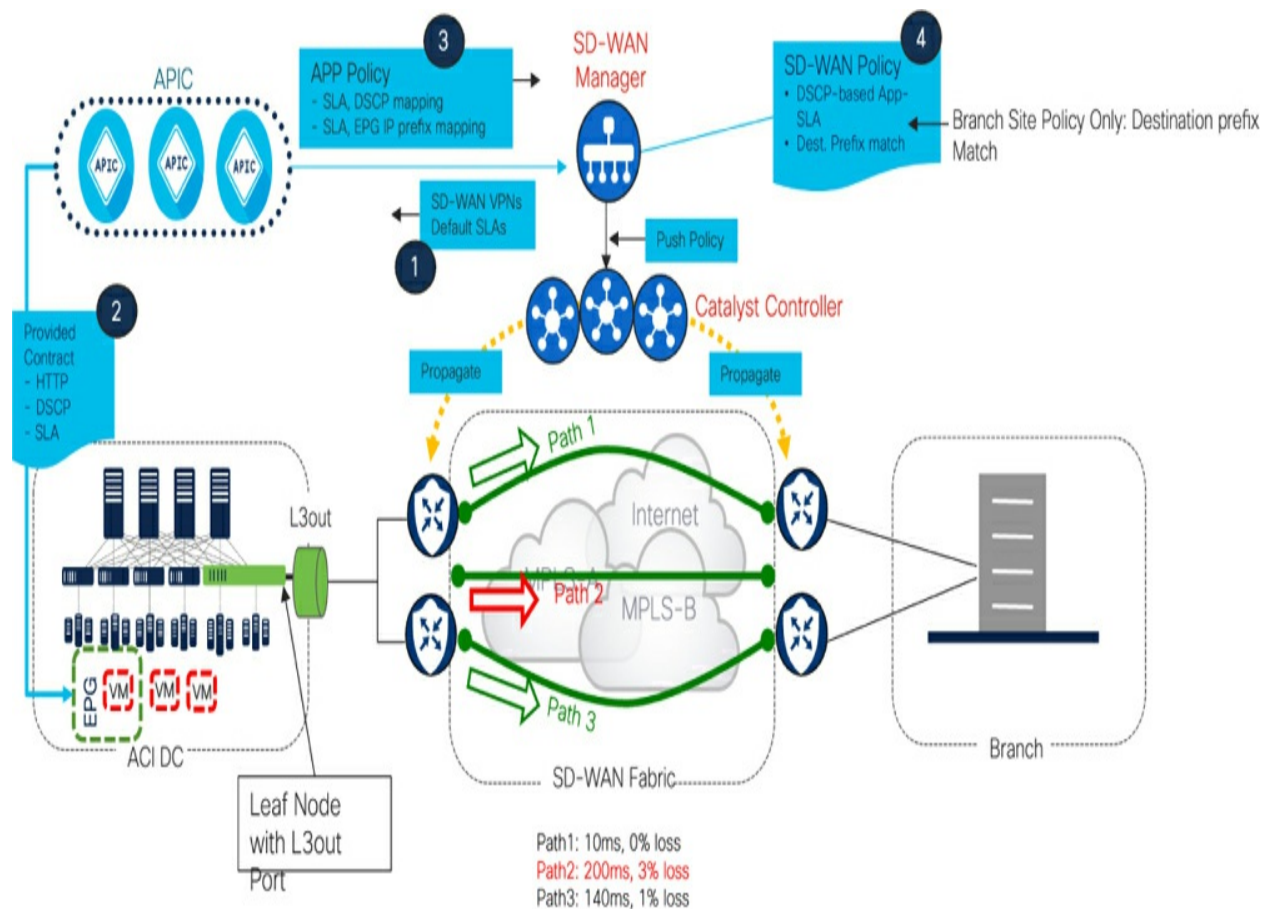 3
APP Policy
- SLA, DSCP mapping
- SLA, EPG IP prefix mapping
SD-WAN
Manager
4
SD-WAN Policy
• DSCP-based App-
SLA
• Dest. Prefix match
Branch Site Policy Only: Destination prefix
Match
APIC
APIC
APIC
APIC
SD-WAN VPNs
Default SLAs
1
Push Policy
2
Provided
Contract
- HTTP
- DSCP
- SLA
Catalyst Controller
Propagate
Propagate
L3out
Path 1
Internet
MPLS-A
Path 2
MPLS-B
Path 3
EPG
VM
VM
VM
ACI DC
SD-WAN Fabric
Branch
Leaf Node
with L3out
Port
Path1: 10ms, 0% loss
Path2: 200ms, 3% loss
Path3: 140ms, 1% loss